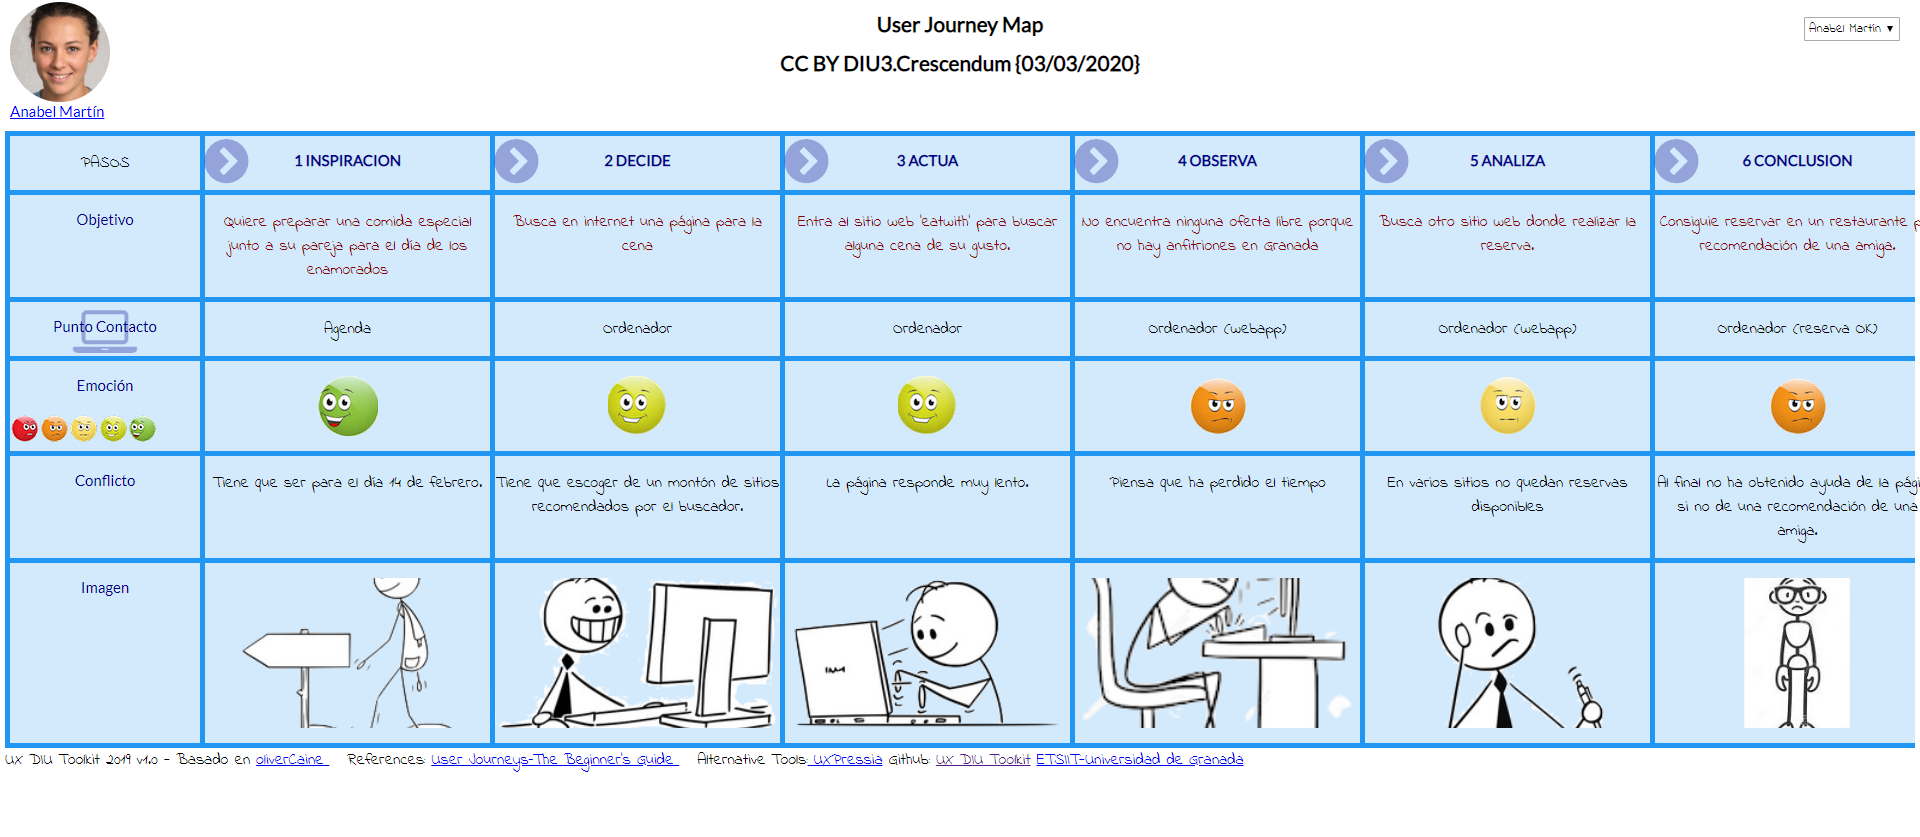 User Journey Map
Anabel Martín ▼
CC BY DIU3.Crescendum {03/03/2020}
Anabel Martín
PASOS
1 INSPIRACION
2 DECIDE
3 ACTUA
4 OBSERVA
5 ANALIZA
6 CONCLUSION
Objetivo
Quiere preparar una comida especial
junto a su pareja para el día de los
enamorados
Busca en internet una página para la
cena
Entra al sitio web 'eatwith' para buscar
alguna cena de su gusto.
No encuentra ninguna oferta libre porque
no hay anfitriones en Granada
Busca otro sitio web donde realizar la
reserva.
Consiguie reservar en un restaurante p
recomendación de una amiga.
Punto Contacto
Agenda
Ordenador
Ordenador
Ordenador (webapp)
Ordenador (webapp)
Ordenador (reserva OK)
Emoción
Conflicto
Tiene que ser para el día 14 de febrero.
Tiene que escoger de un montón de sitios
recomendados por el buscador.
La página responde muy lento.
Piensa que ha perdido el tiempo
En varios sitios no quedan reservas
disponibles
Al final no ha obtenido ayuda de la pági
si no de una recomendación de una
amiga.
Imagen
UX DIU Toolkit 2019 v1.0 - Basado en oliverCaine References: User Journeys-The Beginner's Guide Alternative Tools: UXPressia Github: UX DIU Toolkit ETSIIT-Universidad de Granada